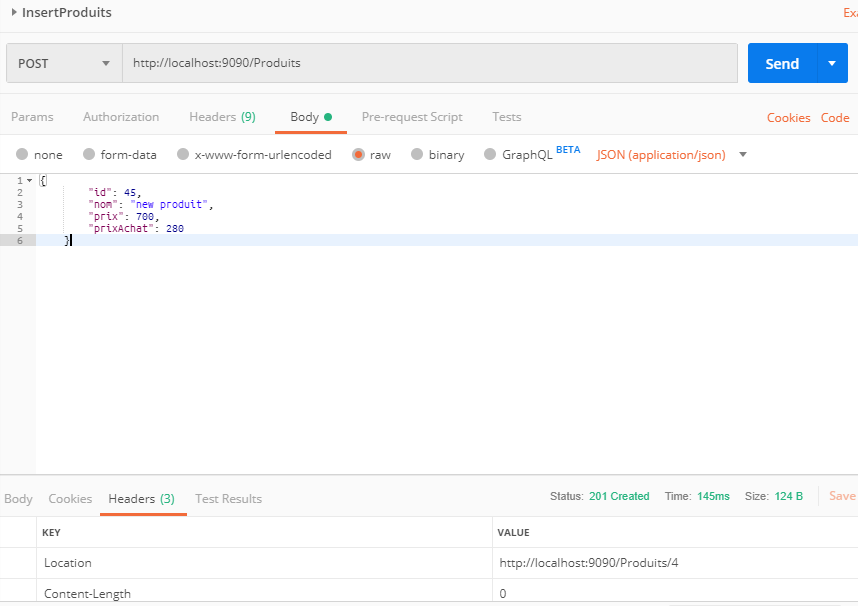 InsertProduits Exa
POST http://localhost:9090/Produits Send
Params Authorization Headers (9) Body Pre-request Script Tests Cookies Code
none form-data x-www-form-urlencoded raw binary GraphQL BETA JSON (application/json)
1 {
2 "id": 45,
3 "nom": "new produit",
4 "prix": 700,
5 "prixAchat": 280
6 }
Body Cookies Headers (3) Test Results Status: 201 Created Time: 145ms Size: 124 B Save
KEY VALUE
Location http://localhost:9090/Produits/4
Content-Length 0